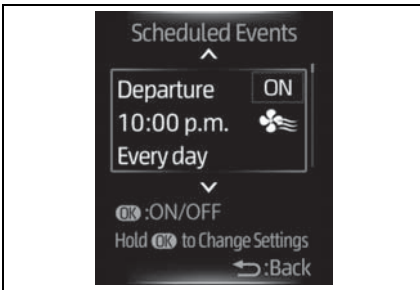 Scheduled Events
Departure ON
10:00 p.m.
Every day
OK :ON/OFF
Hold OK to Change Settings
:Back